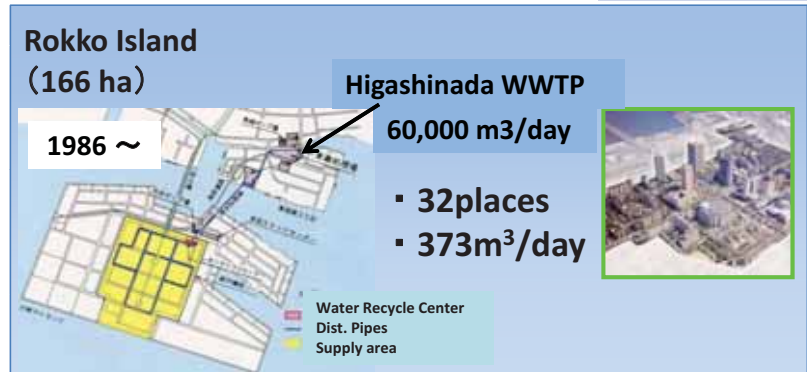 Rokko Island
（166 ha）
Higashinada WWTP
60,000 m3/day
1986 ～
・32places
・373m³/day
Water Recycle Center
Dist. Pipes
Supply area